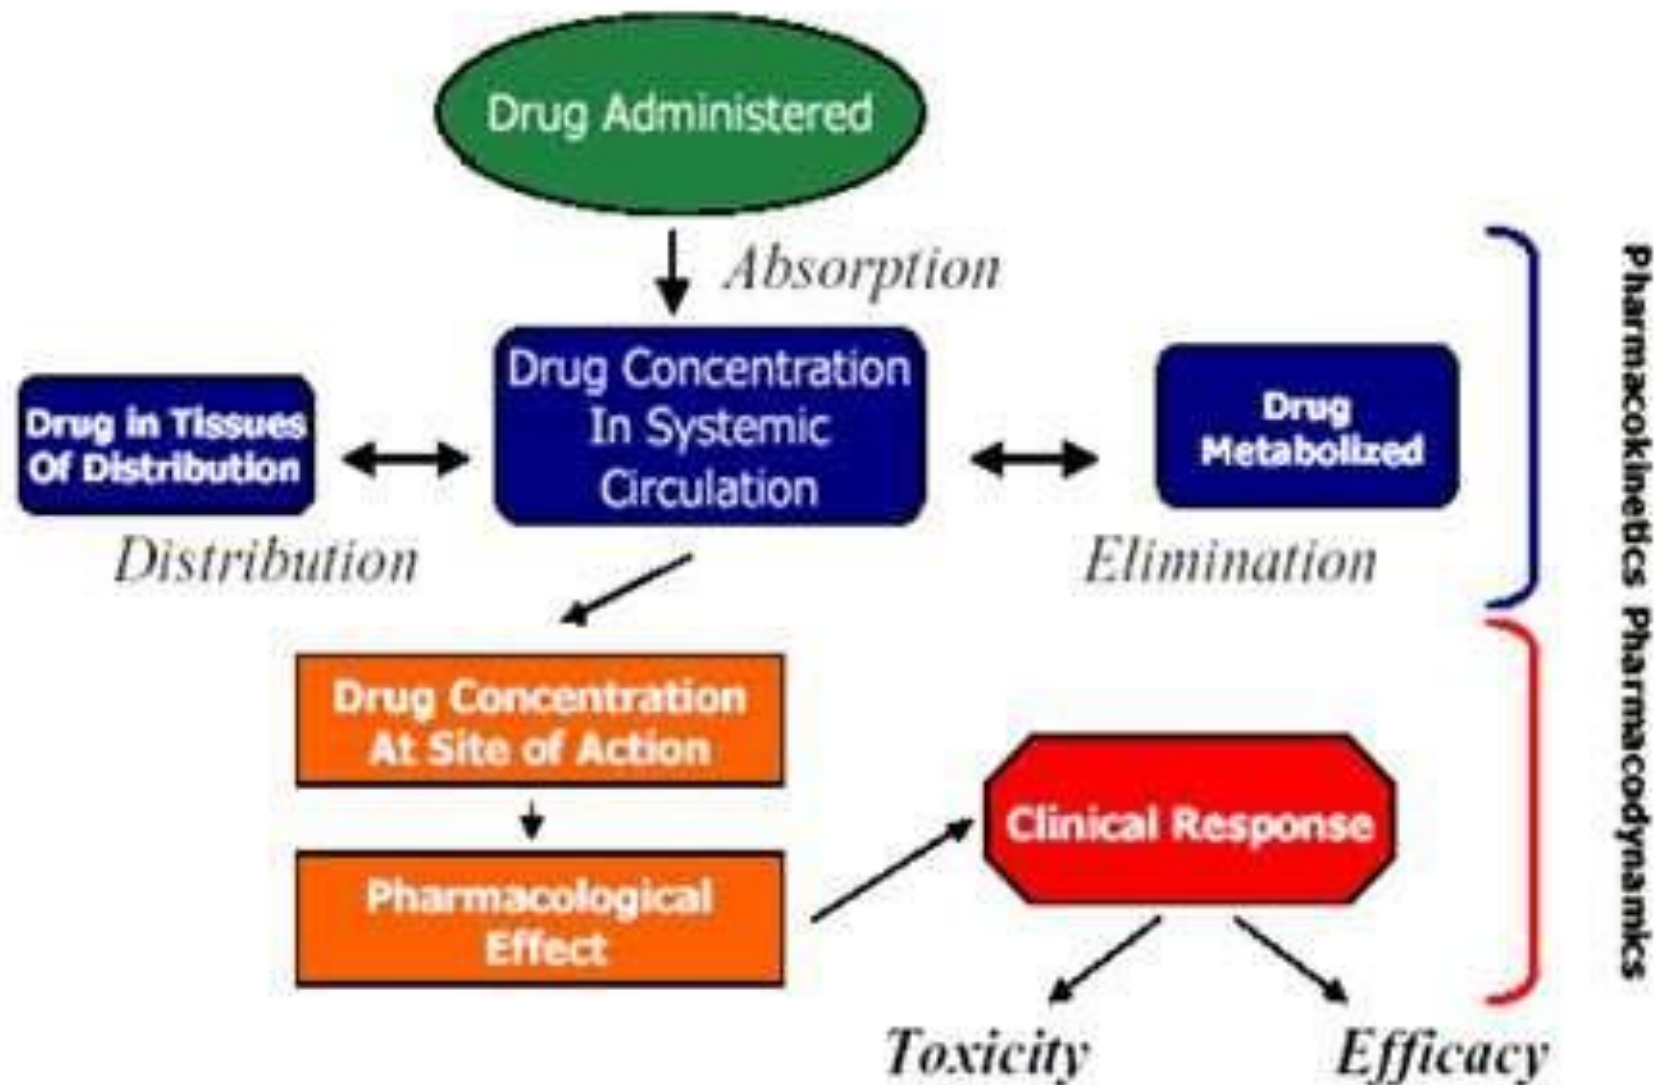 Drug Administered
Absorption
Drug Concentration
In Systemic
Circulation
Drug in Tissues
Of Distribution
Drug
Metabolized
Distribution
Elimination
Pharmacokinetics
Drug Concentration
At Site of Action
Pharmacological
Effect
Clinical Response
Toxicity
Efficacy
Pharmacodynamics